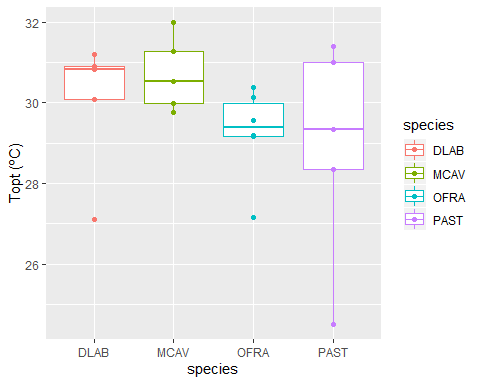 32
30
28
26
Topt (°C)
DLAB
MCAV
OFRA
PAST
species
species
DLAB
MCAV
OFRA
PAST